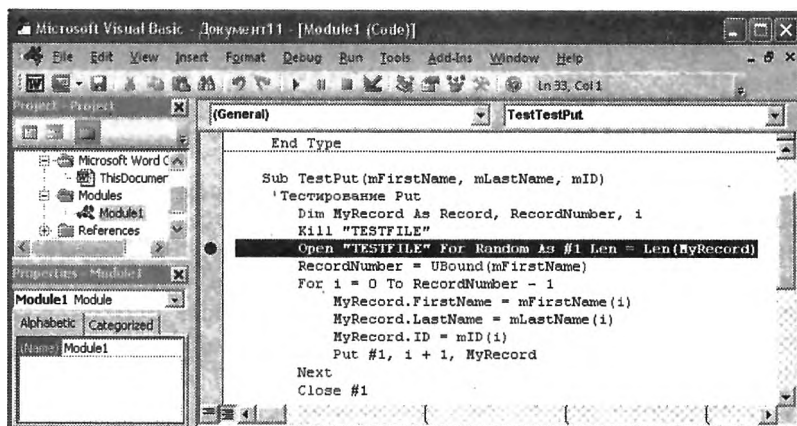 Microsoft Visual Basic - Документ11 - [Module1 (Code)]
File Edit View Insert Format Debug Run Tools Add-Ins Window Help
Ln 33, Col 1
Project - Project
Microsoft Word
ThisDocumen
Modules
Module1
References
Properties - Module1
Module1 Module
Alphabetic Categorized
(Name) Module1
(General) TestTestPut
End Type
Sub TestPut(mFirstName, mLastName, mID)
'Тестирование Put
Dim MyRecord As Record, RecordNumber, i
Kill "TESTFILE"
Open "TESTFILE" For Random As #1 Len = Len(MyRecord)
RecordNumber = UBound(mFirstName)
For i = 0 To RecordNumber - 1
MyRecord.FirstName = mFirstName(i)
MyRecord.LastName = mLastName(i)
MyRecord.ID = mID(i)
Put #1, i + 1, MyRecord
Next
Close #1